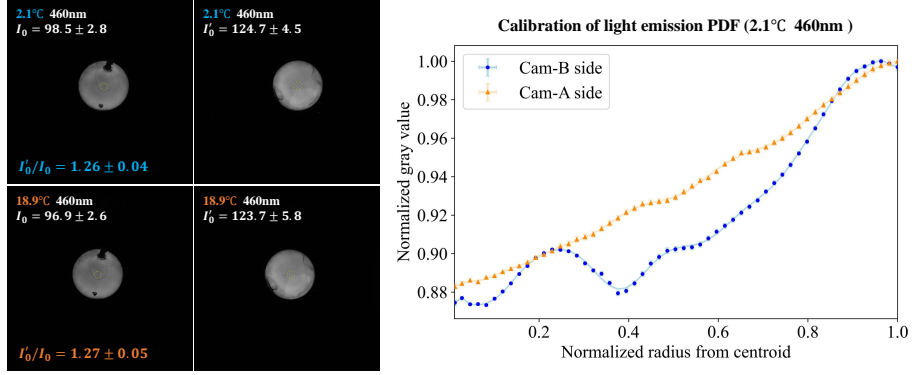 2.1℃ 460nm
I₀ = 98.5 ± 2.8
2.1℃ 460nm
I₀′ = 124.7 ± 4.5
I₀′/I₀ = 1.26 ± 0.04
18.9℃ 460nm
I₀ = 96.9 ± 2.6
18.9℃ 460nm
I₀′ = 123.7 ± 5.8
I₀′/I₀ = 1.27 ± 0.05
Calibration of light emission PDF (2.1℃ 460nm )
Cam-B side
Cam-A side
Normalized gray value
1.00
0.98
0.96
0.94
0.92
0.90
0.88
0.2 0.4 0.6 0.8 1.0
Normalized radius from centroid